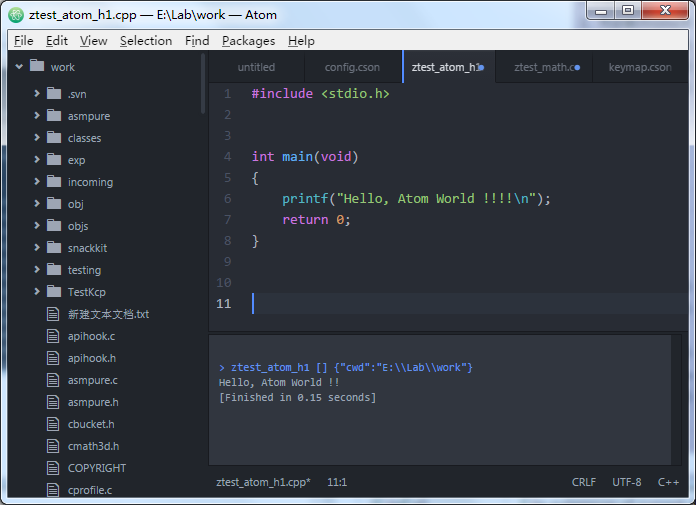 ztest_atom_h1.cpp — E:\Lab\work — Atom
File Edit View Selection Find Packages Help
work
.svn
asmpure
classes
exp
incoming
obj
objs
snackkit
testing
TestKcp
新建文本文档.txt
apihook.c
apihook.h
asmpure.c
asmpure.h
cbucket.h
cmath3d.h
COPYRIGHT
cprofile.c
untitled config.cson ztest_atom_h1 ztest_math.c keymap.cson
1 #include <stdio.h>
2
3
4 int main(void)
5 {
6 printf("Hello, Atom World !!!!\n");
7 return 0;
8 }
9
10
11
> ztest_atom_h1 [] {"cwd":"E:\\Lab\\work"}
Hello, Atom World !!
[Finished in 0.15 seconds]
ztest_atom_h1.cpp* 11:1 CRLF UTF-8 C++